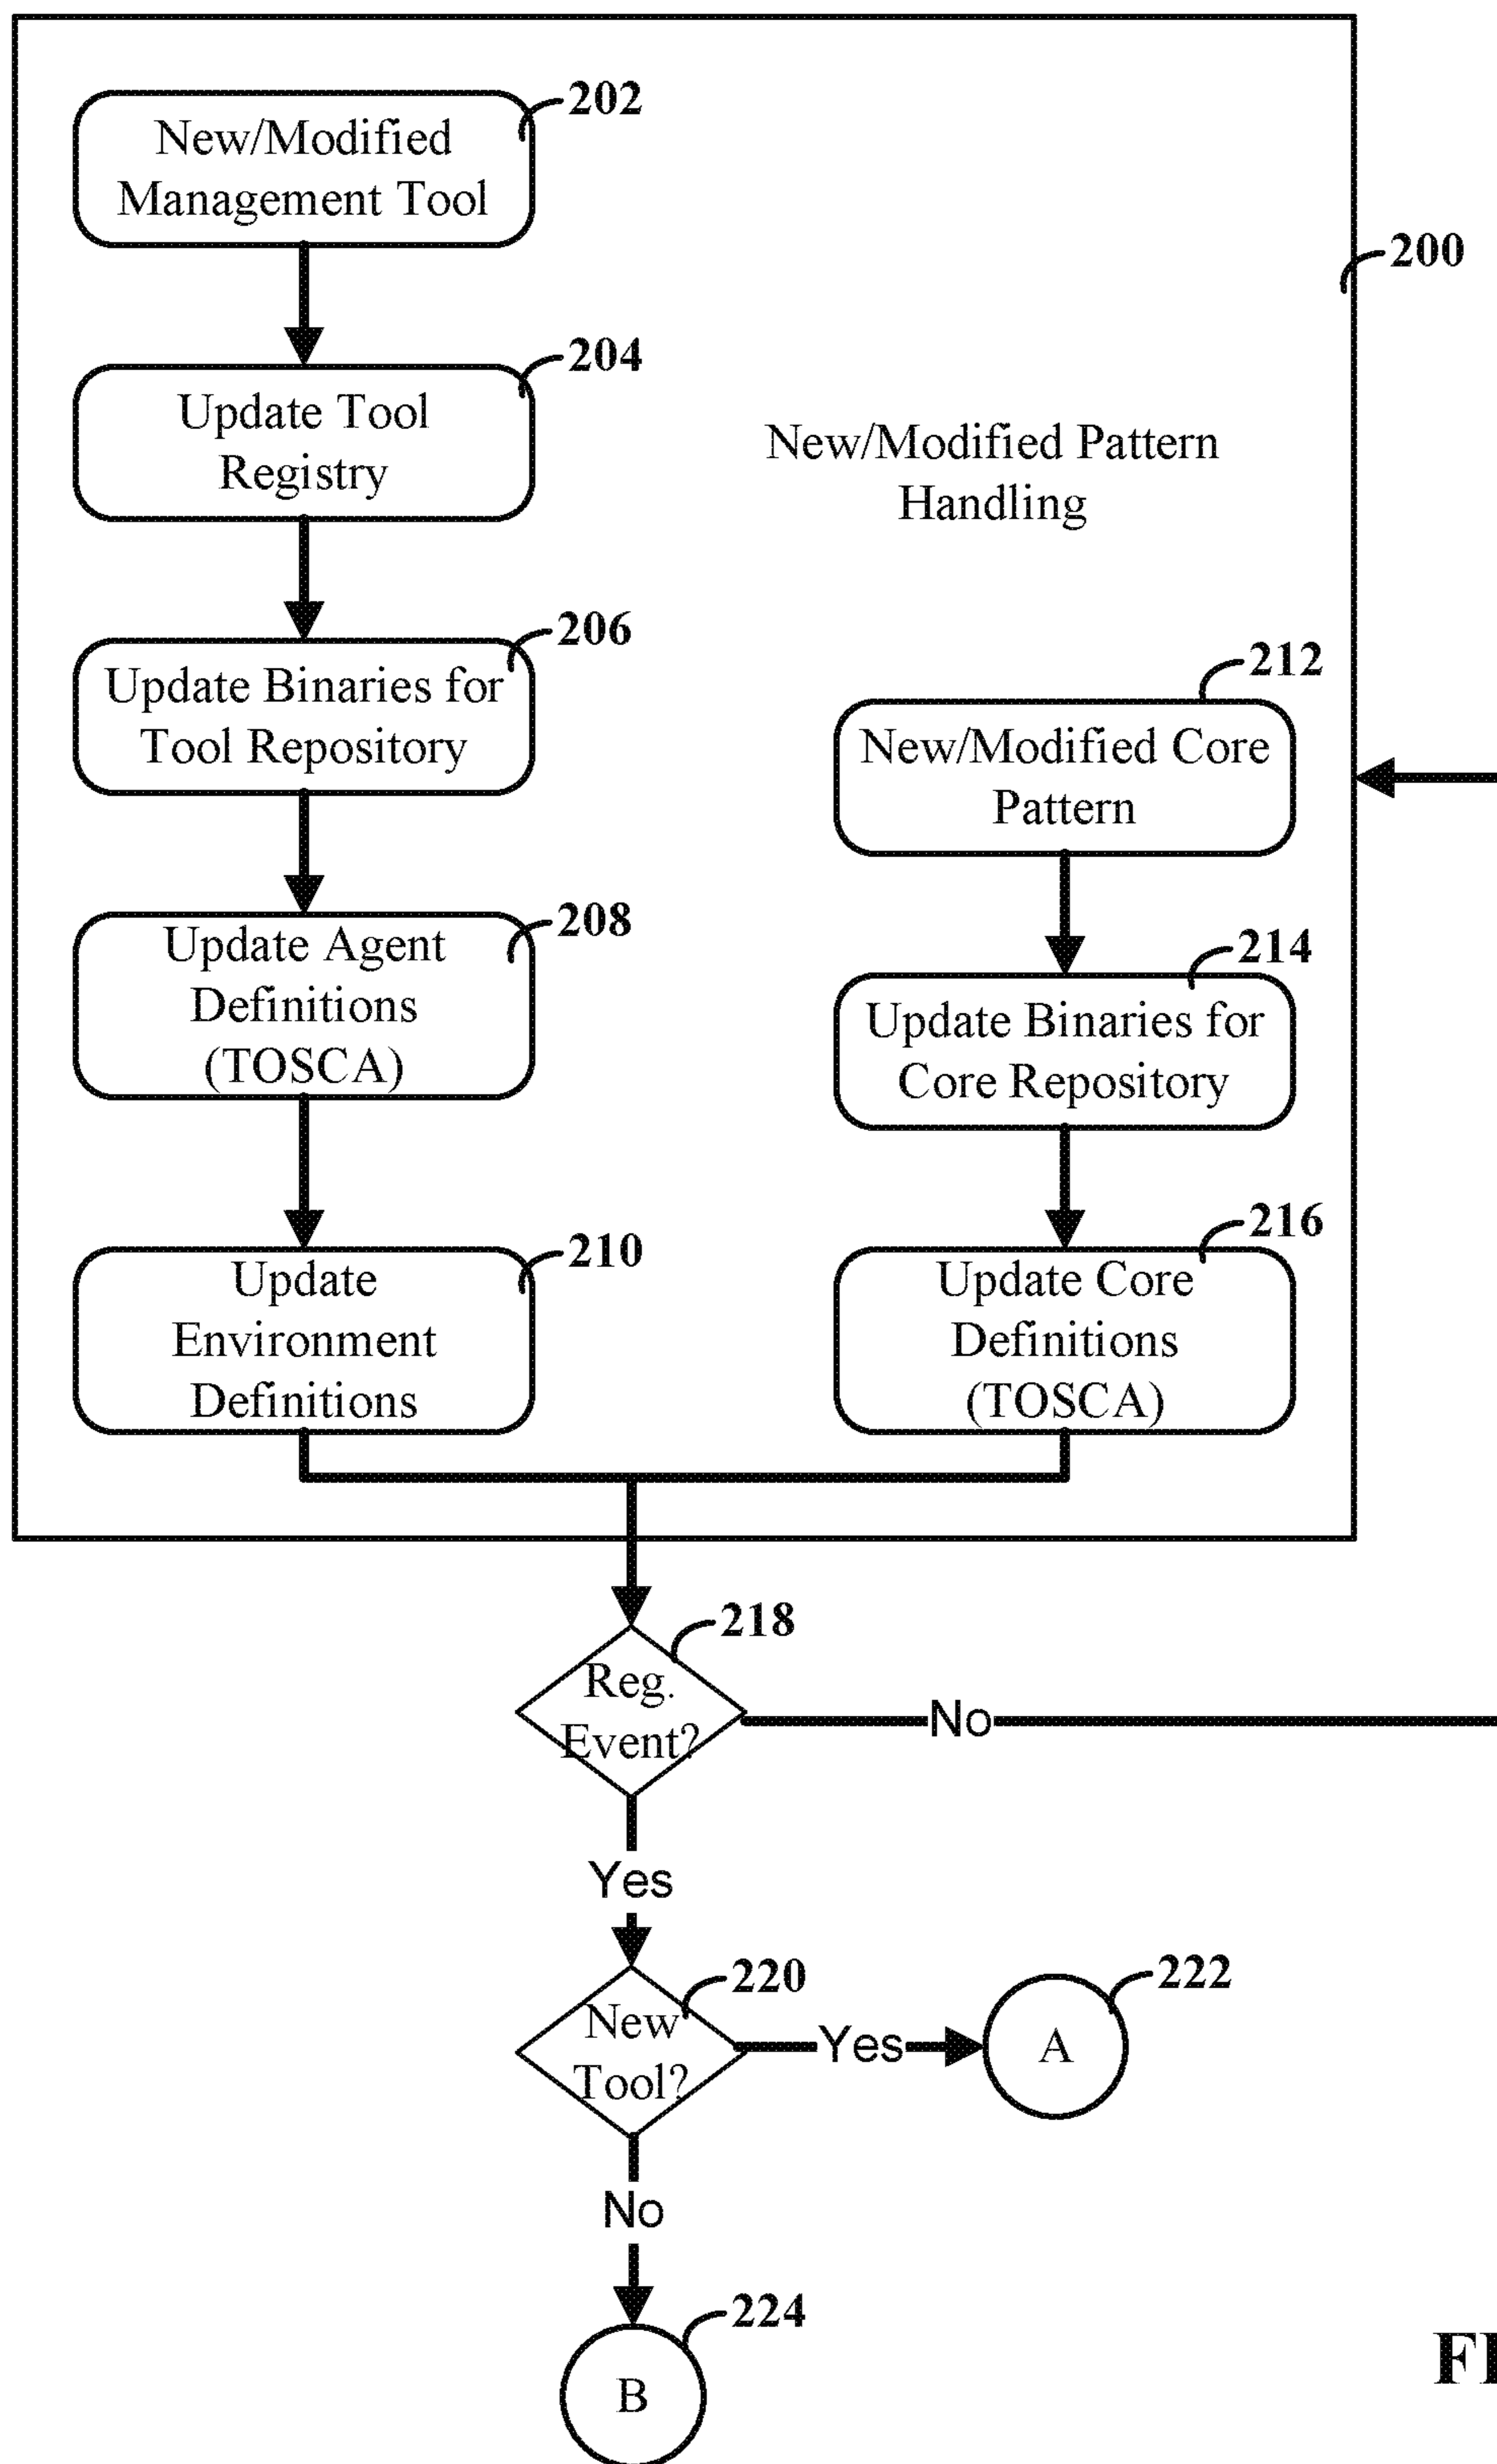 202
New/Modified
Management Tool
200
204
Update Tool
Registry
New/Modified Pattern
Handling
206
Update Binaries for
Tool Repository
212
New/Modified Core
Pattern
208
Update Agent
Definitions
(TOSCA)
214
Update Binaries for
Core Repository
210
Update
Environment
Definitions
216
Update Core
Definitions
(TOSCA)
218
Reg.
Event?
No
Yes
220
New
Tool?
Yes
222
A
No
224
B